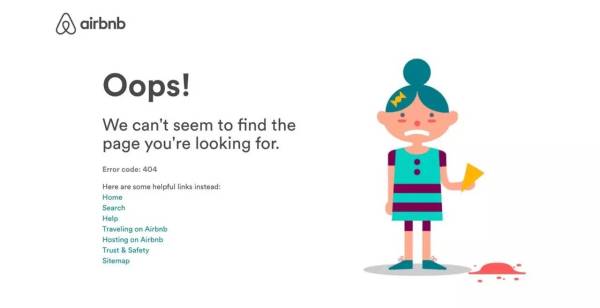 airbnb
Oops!
We can't seem to find the
page you're looking for.
Error code: 404
Here are some helpful links instead:
Home
Search
Help
Traveling on Airbnb
Hosting on Airbnb
Trust & Safety
Sitemap